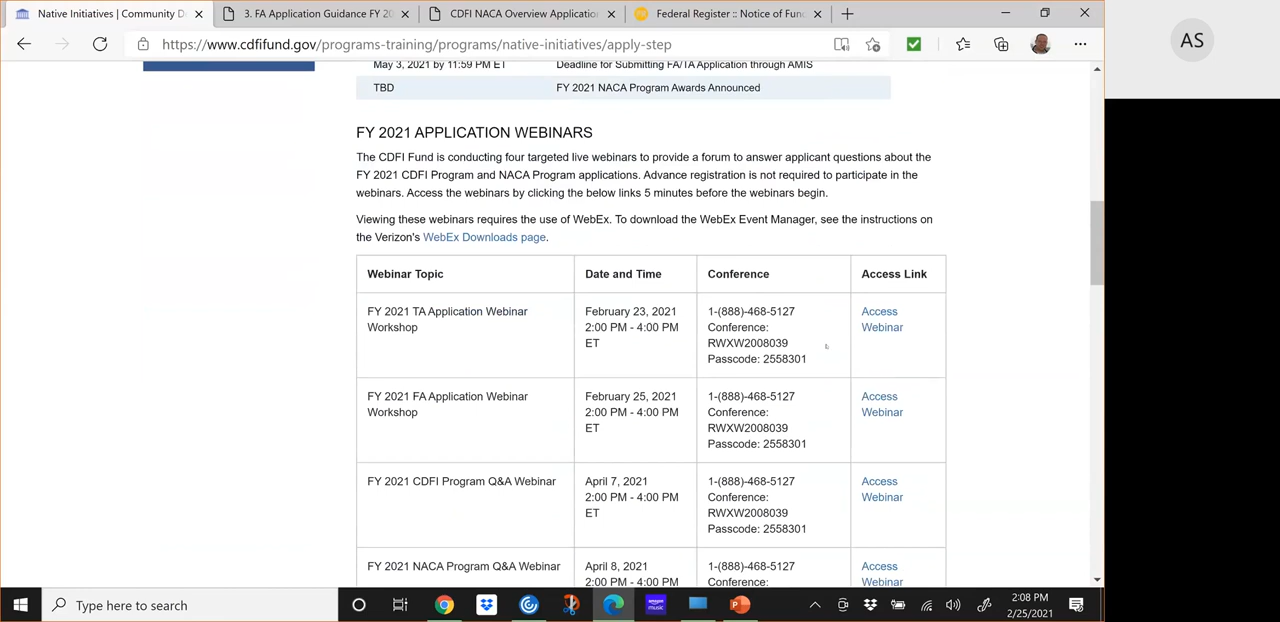 Native Initiatives | Community D
3. FA Application Guidance FY 20
CDFI NACA Overview Application
Federal Register :: Notice of Fun
https://www.cdfifund.gov/programs-training/programs/native-initiatives/apply-step
AS
May 3, 2021 by 11:59 PM ET Deadline for Submitting FA/TA Application through AMIS
TBD FY 2021 NACA Program Awards Announced
FY 2021 APPLICATION WEBINARS
The CDFI Fund is conducting four targeted live webinars to provide a forum to answer applicant questions about the
FY 2021 CDFI Program and NACA Program applications. Advance registration is not required to participate in the
webinars. Access the webinars by clicking the below links 5 minutes before the webinars begin.
Viewing these webinars requires the use of WebEx. To download the WebEx Event Manager, see the instructions on
the Verizon's WebEx Downloads page.
Webinar Topic Date and Time Conference Access Link
FY 2021 TA Application Webinar February 23, 2021 1-(888)-468-5127 Access
Workshop 2:00 PM - 4:00 PM Conference: Webinar
ET RWXW2008039
Passcode: 2558301
FY 2021 FA Application Webinar February 25, 2021 1-(888)-468-5127 Access
Workshop 2:00 PM - 4:00 PM Conference: Webinar
ET RWXW2008039
Passcode: 2558301
FY 2021 CDFI Program Q&A Webinar April 7, 2021 1-(888)-468-5127 Access
2:00 PM - 4:00 PM Conference: Webinar
ET RWXW2008039
Passcode: 2558301
FY 2021 NACA Program Q&A Webinar April 8, 2021 1-(888)-468-5127 Access
2:00 PM - 4:00 PM Conference: Webinar
Type here to search
amazon music
2:08 PM
2/25/2021